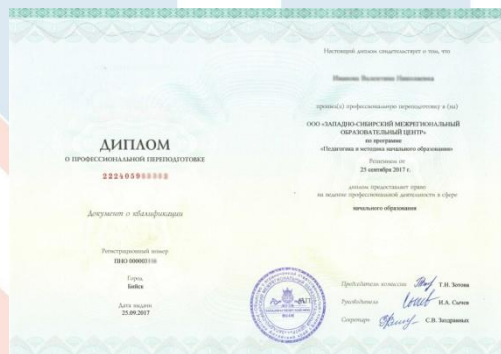 ДИПЛОМ
О ПРОФЕССИОНАЛЬНОЙ ПЕРЕПОДГОТОВКЕ
Документ о квалификации
Регистрационный номер
Город
Бийск
Дата выдачи
25.09.2017
Настоящий диплом свидетельствует о том, что
прошел(а) профессиональную переподготовку в (на)
ООО «ЗАПАДНО-СИБИРСКИЙ МЕЖРЕГИОНАЛЬНЫЙ
ОБРАЗОВАТЕЛЬНЫЙ ЦЕНТР»
по программе
«Педагогика и методика начального образования»
Решением от
25 сентября 2017 г.
диплом предоставляет право
на ведение профессиональной деятельности в сфере
начального образования
Председатель комиссии Т.Н. Зотова
Руководитель Н.А. Сычев
Секретарь